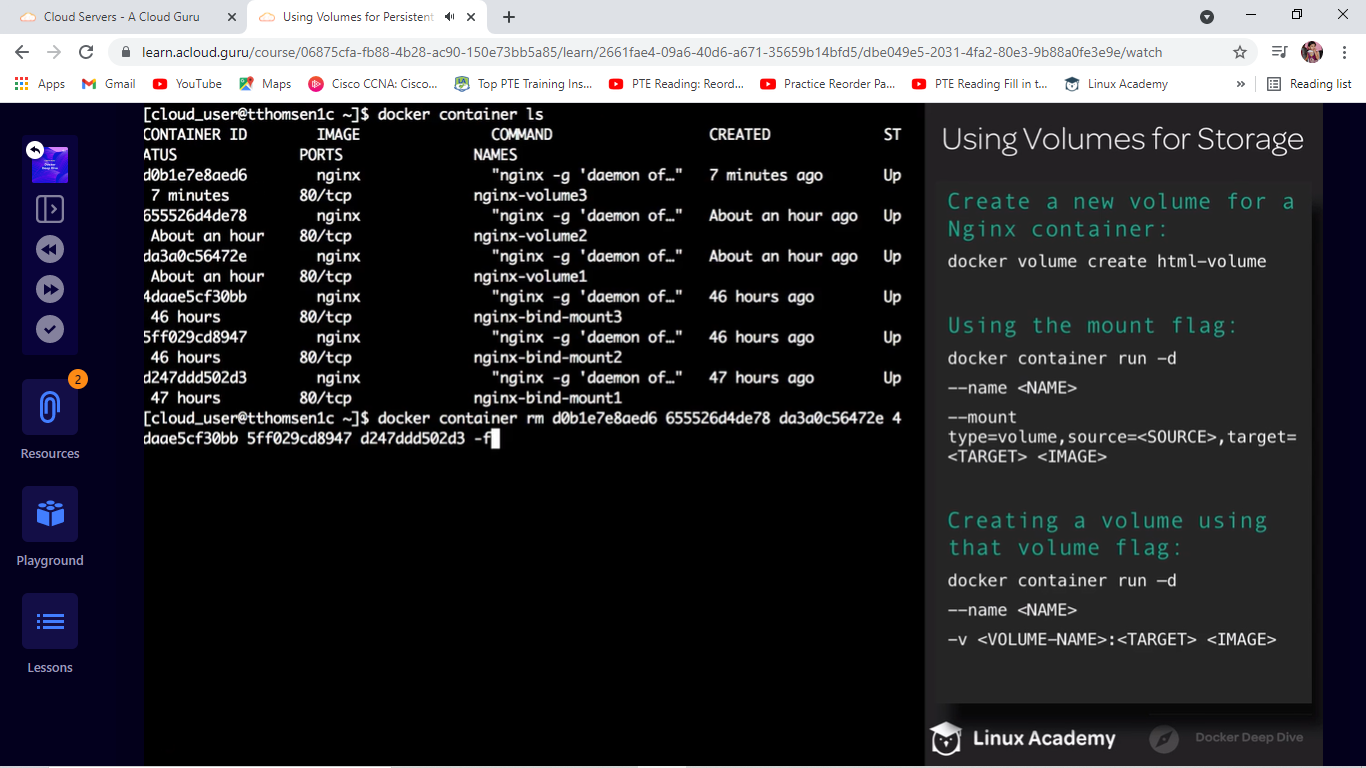 Cloud Servers - A Cloud Guru
Using Volumes for Persistent
learn.acloud.guru/course/06875cfa-fb88-4b28-ac90-150e73bb5a85/learn/2661fae4-09a6-40d6-a671-35659b14bfd5/dbe049e5-2031-4fa2-80e3-9b88a0fe3e9e/watch
Apps
Gmail
YouTube
Maps
Cisco CCNA: Cisco...
Top PTE Training Ins...
PTE Reading: Reord...
Practice Reorder Pa...
PTE Reading Fill in t...
Linux Academy
»
Reading list
2
Resources
Playground
Lessons
[cloud_user@tthomsen1c ~]$ docker container ls
CONTAINER ID IMAGE COMMAND CREATED ST
ATUS PORTS NAMES
d0b1e7e8aed6 nginx "nginx -g 'daemon of…" 7 minutes ago Up
7 minutes 80/tcp nginx-volume3
655526d4de78 nginx "nginx -g 'daemon of…" About an hour ago Up
About an hour 80/tcp nginx-volume2
da3a0c56472e nginx "nginx -g 'daemon of…" About an hour ago Up
About an hour 80/tcp nginx-volume1
4daae5cf30bb nginx "nginx -g 'daemon of…" 46 hours ago Up
46 hours 80/tcp nginx-bind-mount3
5ff029cd8947 nginx "nginx -g 'daemon of…" 46 hours ago Up
46 hours 80/tcp nginx-bind-mount2
d247ddd502d3 nginx "nginx -g 'daemon of…" 47 hours ago Up
47 hours 80/tcp nginx-bind-mount1
[cloud_user@tthomsen1c ~]$ docker container rm d0b1e7e8aed6 655526d4de78 da3a0c56472e 4
daae5cf30bb 5ff029cd8947 d247ddd502d3 -f
Using Volumes for Storage
Create a new volume for a
Nginx container:
docker volume create html-volume
Using the mount flag:
docker container run –d
––name <NAME>
––mount
type=volume,source=<SOURCE>,target=
<TARGET> <IMAGE>
Creating a volume using
that volume flag:
docker container run –d
––name <NAME>
–v <VOLUME-NAME>:<TARGET> <IMAGE>
Linux Academy
Docker Deep Dive